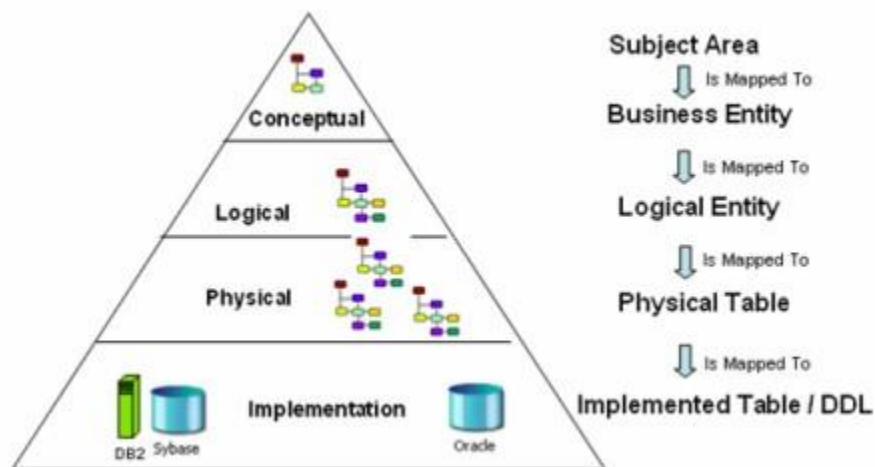 Conceptual
Logical
Physical
Implementation
DB2
Sybase
Oracle
Subject Area
Is Mapped To
Business Entity
Is Mapped To
Logical Entity
Is Mapped To
Physical Table
Is Mapped To
Implemented Table / DDL